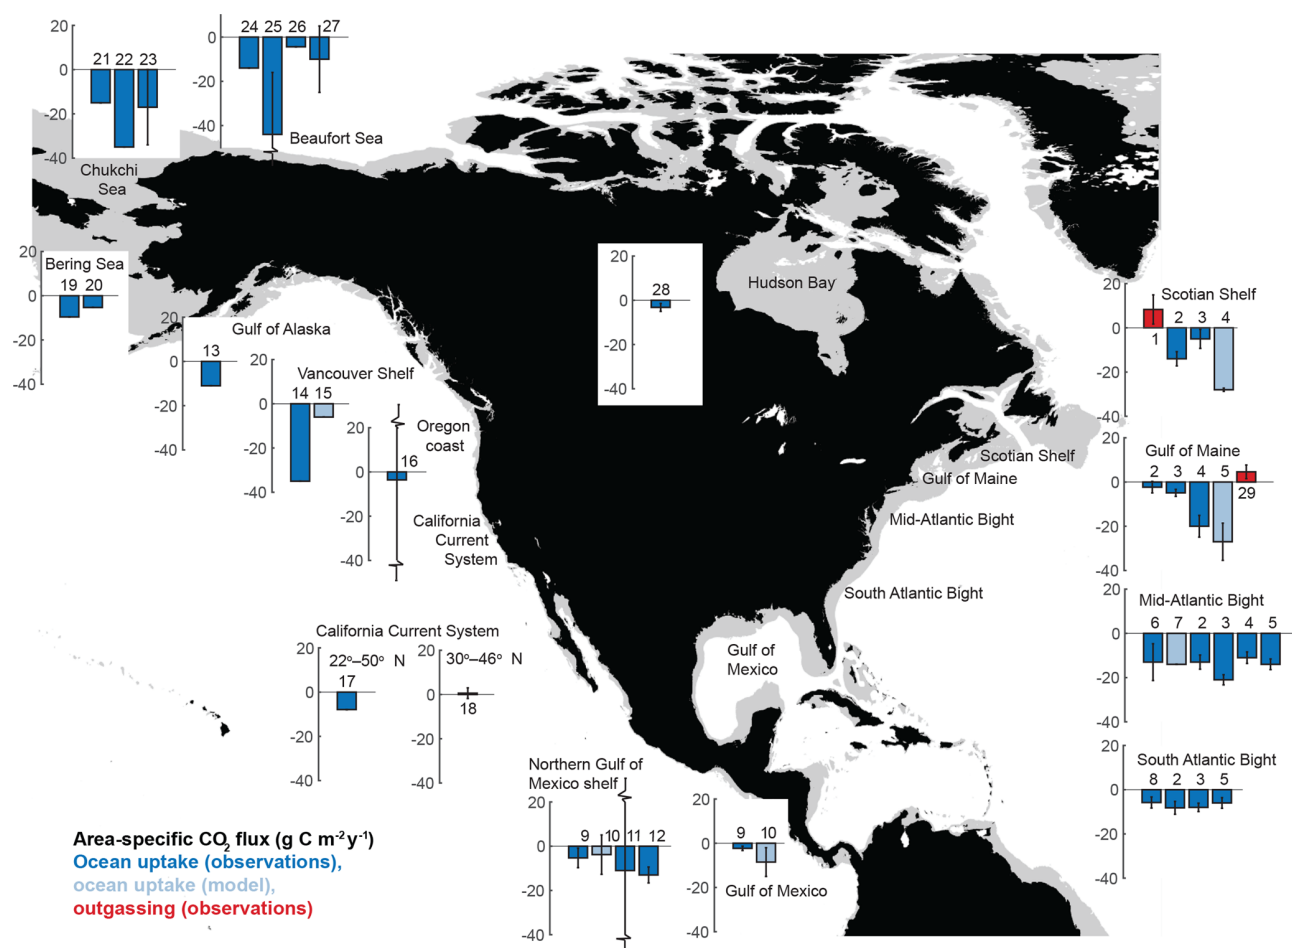 20
0
-20
-40
21 22 23
Chukchi
Sea
0
-20
-40
24 25 26 27
Beaufort Sea
20
0
-20
-40
Bering Sea
19 20
20
0
-20
-40
Gulf of Alaska
13
20
0
-20
-40
Vancouver Shelf
14 15
20
0
-20
-40
16
Oregon
coast
California
Current
System
20
0
-20
-40
28
Hudson Bay
Scotian Shelf
Gulf of Maine
Mid-Atlantic Bight
South Atlantic Bight
Gulf of
Mexico
20
0
-20
-40
Scotian Shelf
1 2 3 4
20
0
-20
-40
Gulf of Maine
2 3 4 5
29
20
0
-20
-40
Mid-Atlantic Bight
6 7 2 3 4 5
20
0
-20
-40
South Atlantic Bight
8 2 3 5
California Current System
20
0
-20
-40
22º–50º N
17
20
0
-20
-40
30º–46º N
18
Northern Gulf of
Mexico shelf
20
0
-20
-40
9 10 11 12
20
0
-20
-40
9 10
Gulf of Mexico
Area-specific CO2 flux (g C m-2 y-1)
Ocean uptake (observations),
ocean uptake (model),
outgassing (observations)